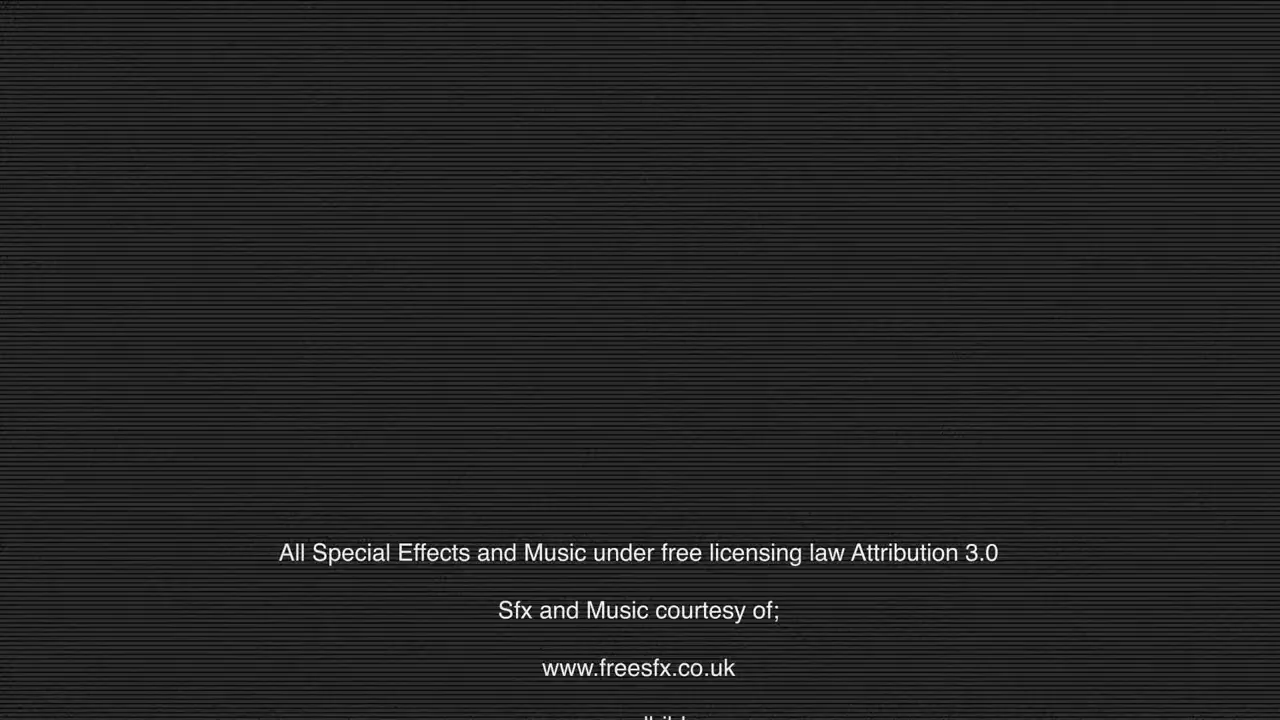 All Special Effects and Music under free licensing law Attribution 3.0
Sfx and Music courtesy of;
www.freesfx.co.uk